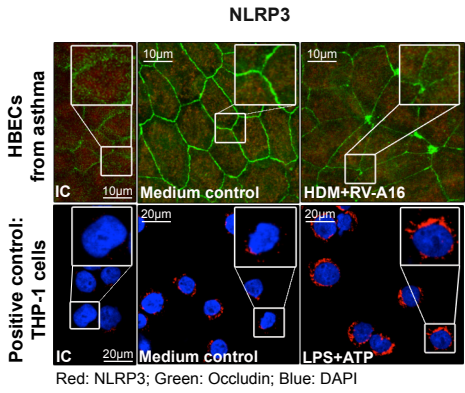 NLRP3
HBECs
from asthma
10µm
10µm
IC
10µm
Medium control
HDM+RV-A16
Positive control:
THP-1 cells
20µm
20µm
IC
20µm
Medium control
LPS+ATP
Red: NLRP3; Green: Occludin; Blue: DAPI